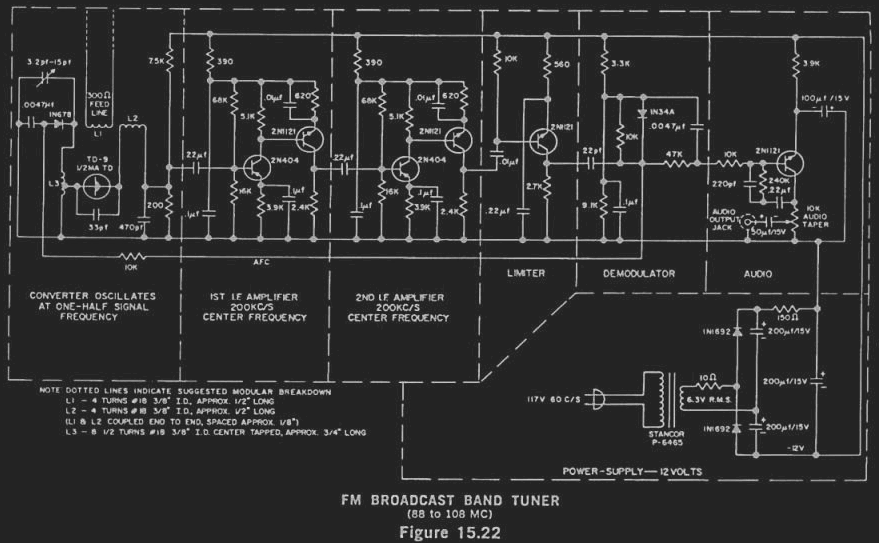 3.2pf-15pf
.0047µf
1N678
300Ω
FEED
LINE
L1
L2
TD-9
1/2MA TD
L3
33pf
470pf
7.5K
200
10K
AFC
390
68K
5.1K
.01µf
620
2N1121
2N404
.22µf
16K
.1µf
3.9K
.1µf
2.4K
390
68K
5.1K
.01µf
620
2N1121
2N404
.22µf
16K
.1µf
3.9K
.1µf
2.4K
10K
560
2N1121
.01µf
.22µf
2.7K
3.3K
1N34A
10K
.0047µf
.22pf
47K
9.1K
.1µf
3.9K
100µf/15V
2N1121
10K
220pf
240K
.22µf
AUDIO
OUTPUT
JACK
50µf/15V
10K
AUDIO
TAPER
CONVERTER OSCILLATES
AT ONE-HALF SIGNAL
FREQUENCY
1ST I.F. AMPLIFIER
200KC/S
CENTER FREQUENCY
2ND I.F. AMPLIFIER
200KC/S
CENTER FREQUENCY
LIMITER
DEMODULATOR
AUDIO
150Ω
1N1692
200µf/15V
10Ω
6.3V R.M.S.
117V 60 C/S
STANCOR
P-6465
1N1692
200µf/15V
200µf/15V
-12V
POWER-SUPPLY—12VOLTS
NOTE DOTTED LINES INDICATE SUGGESTED MODULAR BREAKDOWN
L1 - 4 TURNS #18 3/8" I.D., APPROX. 1/2" LONG
L2 - 4 TURNS #18 3/8" I.D., APPROX. 1/2" LONG
(L1 & L2 COUPLED END TO END, SPACED APPROX. 1/8")
L3 - 8 1/2 TURNS #18 3/8" I.D. CENTER TAPPED, APPROX. 3/4" LONG
FM BROADCAST BAND TUNER
(88 to 108 MC)
Figure 15.22